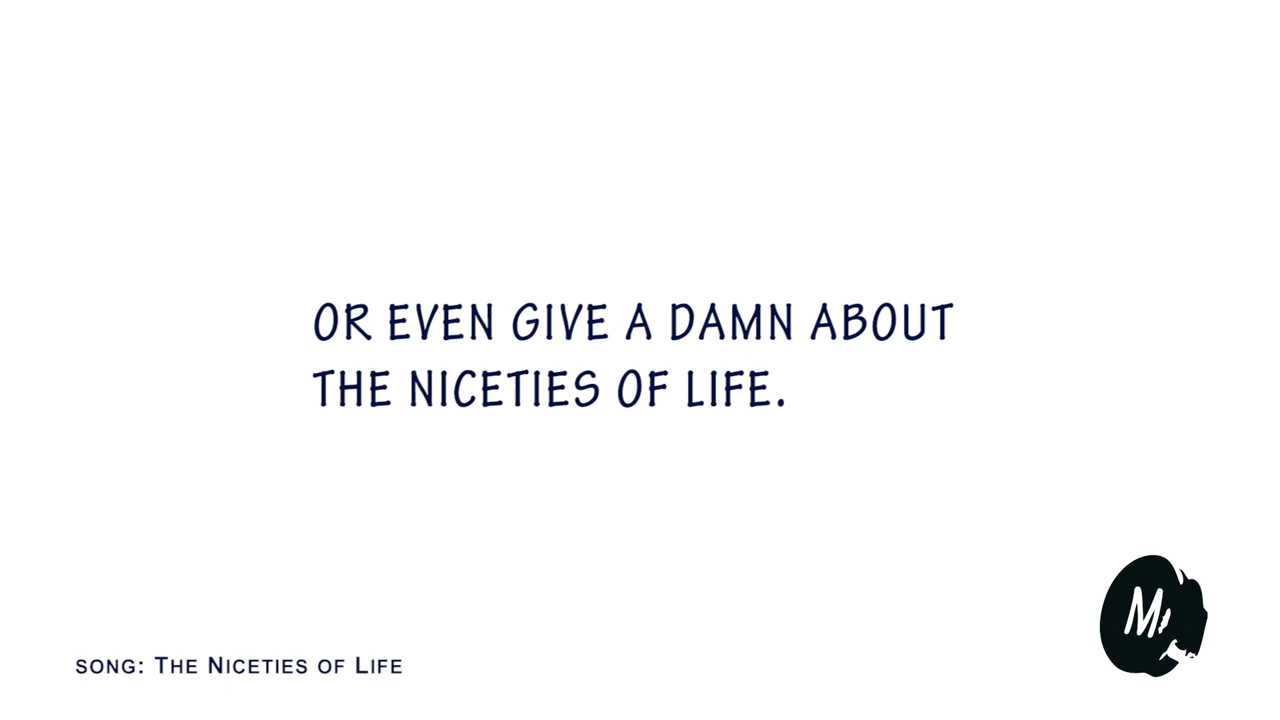 OR EVEN GIVE A DAMN ABOUT
THE NICETIES OF LIFE.
SONG: THE NICETIES OF LIFE
M